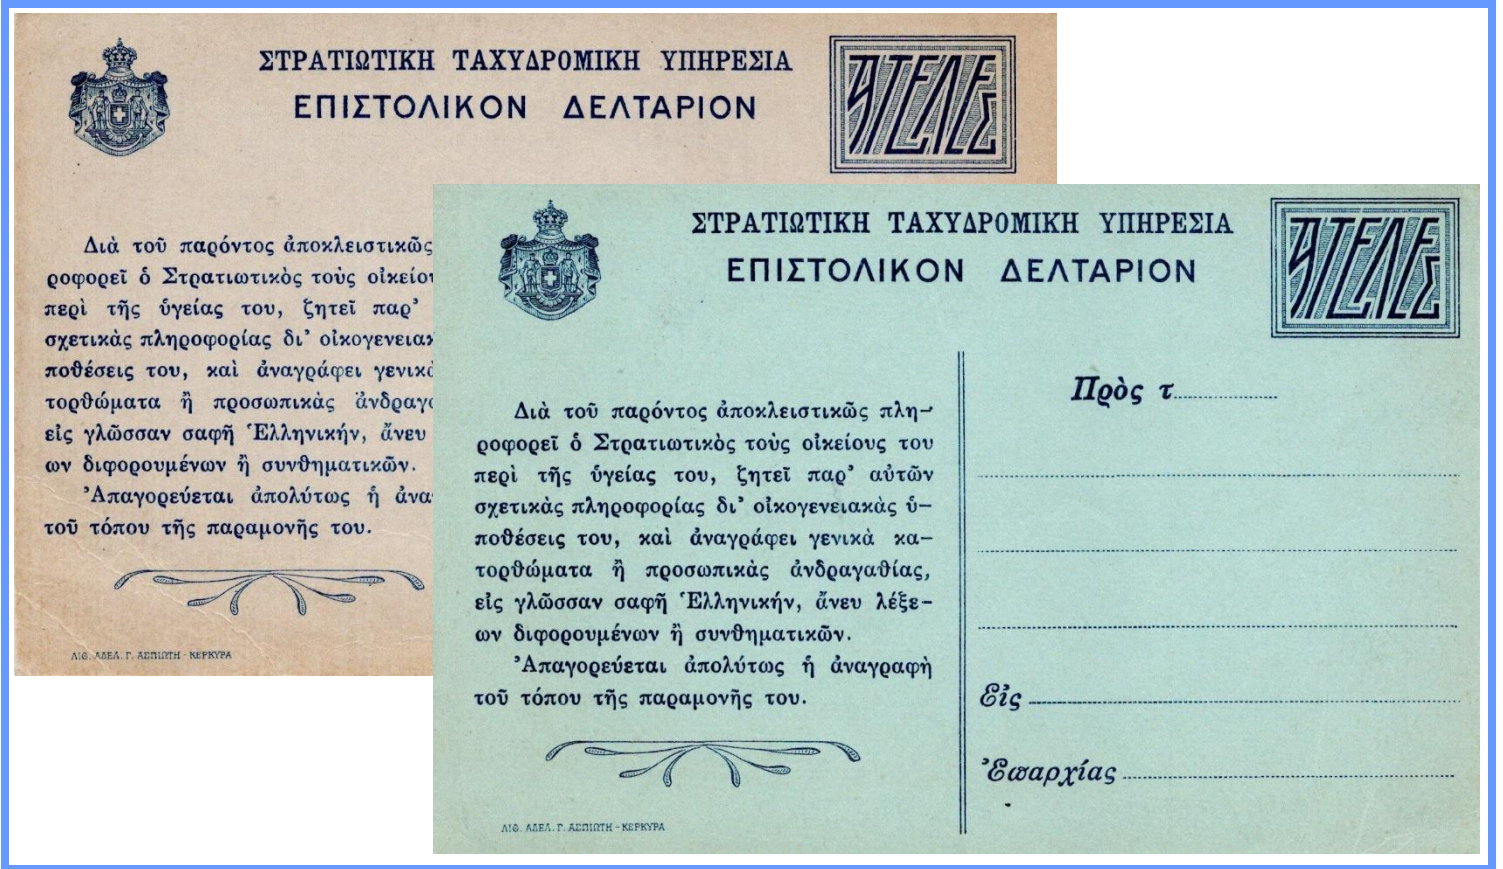 ΣΤΡΑΤΙΩΤΙΚΗ ΤΑΧΥΔΡΟΜΙΚΗ ΥΠΗΡΕΣΙΑ
ΕΠΙΣΤΟΛΙΚΟΝ ΔΕΛΤΑΡΙΟΝ
ΑΤΕΛΕΣ
Διὰ τοῦ παρόντος ἀποκλειστικῶς
ροφορεῖ ὁ Στρατιωτικὸς τοὺς οἰκείου
περὶ τῆς ὑγείας του, ζητεῖ παρ’
σχετικὰς πληροφορίας δι’ οἰκογενειακ
ποθέσεις του, καὶ ἀναγράφει γενικὰ
τορθώματα ἢ προσωπικὰς ἀνδραγα
εἰς γλῶσσαν σαφῆ Ἑλληνικήν, ἄνευ
ων διφορουμένων ἢ συνθηματικῶν.
Ἀπαγορεύεται ἀπολύτως ἡ ἀνα
τοῦ τόπου τῆς παραμονῆς του.
ΛΙΘ. ΑΔΕΛ. Γ. ΑΣΠΙΩΤΗ - ΚΕΡΚΥΡΑ
ΣΤΡΑΤΙΩΤΙΚΗ ΤΑΧΥΔΡΟΜΙΚΗ ΥΠΗΡΕΣΙΑ
ΕΠΙΣΤΟΛΙΚΟΝ ΔΕΛΤΑΡΙΟΝ
ΑΤΕΛΕΣ
Διὰ τοῦ παρόντος ἀποκλειστικῶς πλη-
ροφορεῖ ὁ Στρατιωτικὸς τοὺς οἰκείους του
περὶ τῆς ὑγείας του, ζητεῖ παρ’ αὐτῶν
σχετικὰς πληροφορίας δι’ οἰκογενειακὰς ὑ-
ποθέσεις του, καὶ ἀναγράφει γενικὰ κα-
τορθώματα ἢ προσωπικὰς ἀνδραγαθίας,
εἰς γλῶσσαν σαφῆ Ἑλληνικήν, ἄνευ λέξε-
ων διφορουμένων ἢ συνθηματικῶν.
Ἀπαγορεύεται ἀπολύτως ἡ ἀναγραφὴ
τοῦ τόπου τῆς παραμονῆς του.
ΛΙΘ. ΑΔΕΛ. Γ. ΑΣΠΙΩΤΗ - ΚΕΡΚΥΡΑ
Πρὸς τ
Εἰς
Ἐπαρχίας